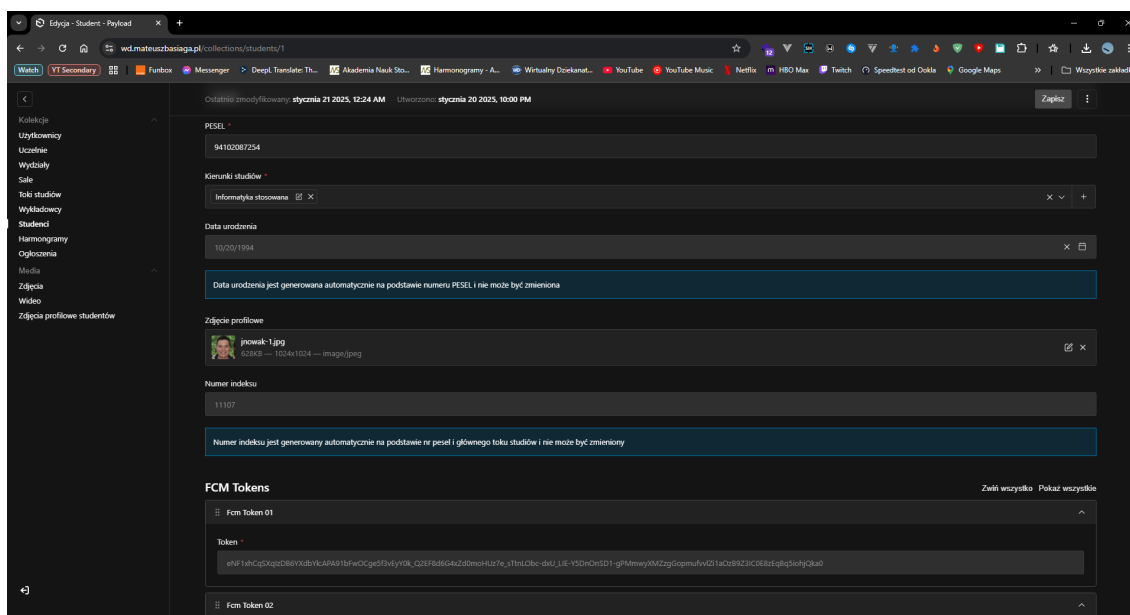 Edycja - Student - Payload
wd.mateuszbasiaga.pl/collections/students/1
12
Watch YT Secondary Funbox Messenger DeepL Translate: Th... Akademia Nauk Sto... Harmonogramy - A... Wirtualny Dziekanat... YouTube YouTube Music Netflix HBO Max Twitch Speedtest od Ookla Google Maps » Wszystkie zakład
Ostatnio zmodyfikowany: stycznia 21 2025, 12:24 AM Utworzono: stycznia 20 2025, 10:00 PM Zapisz
Kolekcje
Użytkownicy
Uczelnie
Wydziały
Sale
Toki studiów
Wykładowcy
Studenci
Harmongramy
Ogłoszenia
Media
Zdjęcia
Wideo
Zdjęcia profilowe studentów
PESEL *
94102087254
Kierunki studiów *
Informatyka stosowana
Data urodzenia
10/20/1994
Data urodzenia jest generowana automatycznie na podstawie numeru PESEL i nie może być zmieniona
Zdjęcie profilowe
jnowak-1.jpg
628KB — 1024x1024 — image/jpeg
Numer indeksu
11107
Numer indeksu jest generowany automatycznie na podstawie nr pesel i głównego toku studiów i nie może być zmieniony
FCM Tokens Zwiń wszystko Pokaż wszystkie
Fcm Token 01
Token *
Fcm Token 02